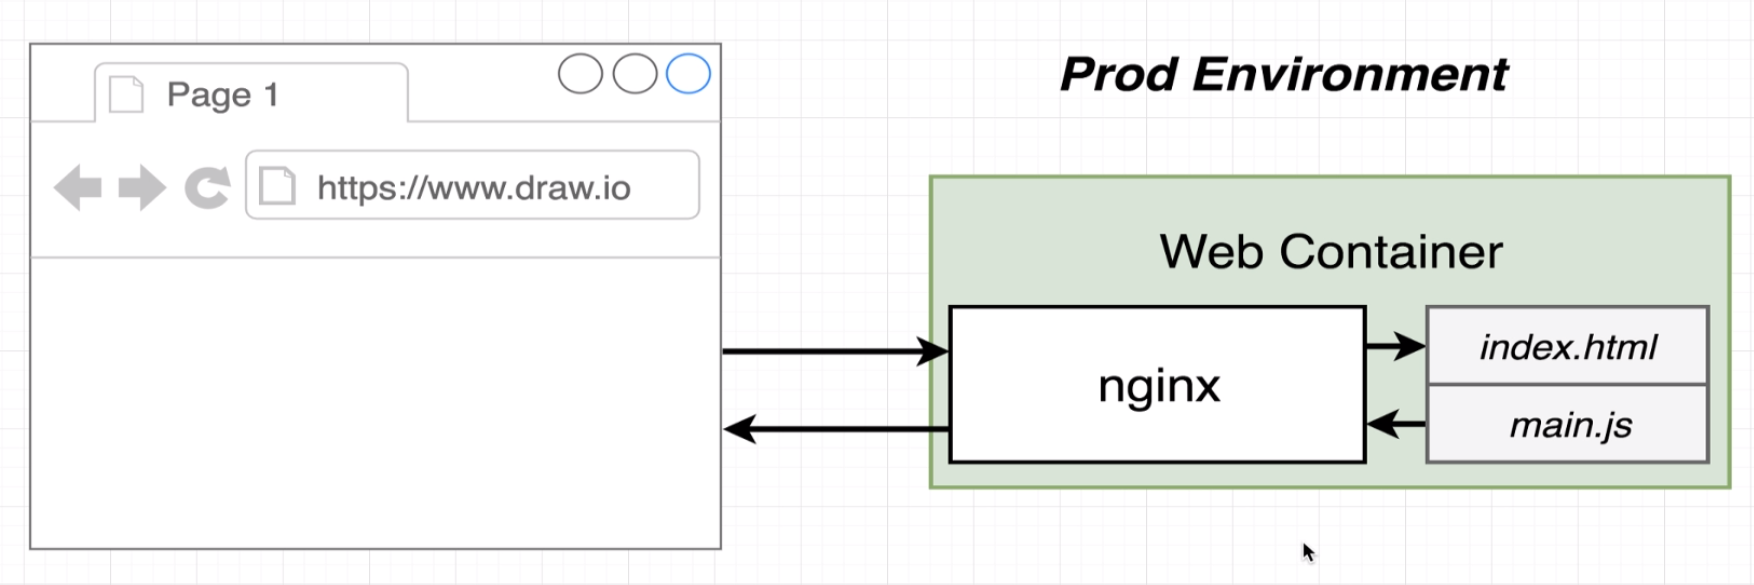 Prod Environment
Page 1
https://www.draw.io
Web Container
nginx
index.html
main.js